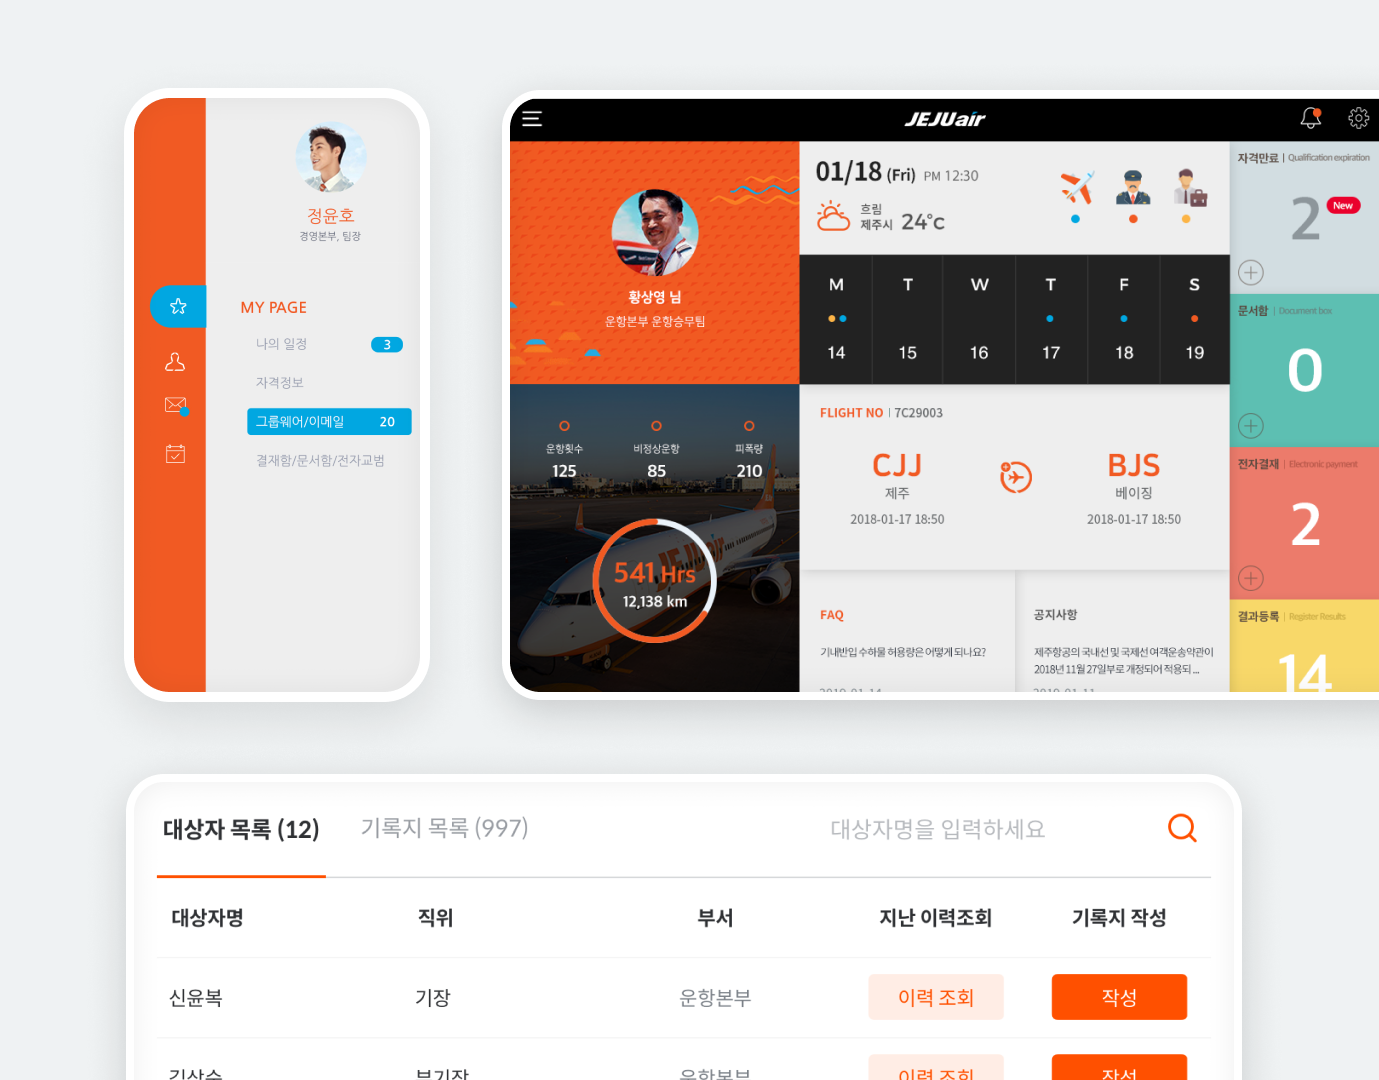 정윤호
경영본부, 팀장
MY PAGE
나의 일정 3
자격정보
그룹웨어/이메일 20
결재함/문서함/전자교범
JEJUair
황상영 님
운항본부 운항승무팀
운항횟수 비정상운항 피폭량
125 85 210
JEJUair
541 Hrs
12,138 km
01/18 (Fri) PM 12:30
흐림
제주시 24°c
M T W T F S
14 15 16 17 18 19
FLIGHT NO | 7C29003
CJJ BJS
제주 베이징
2018-01-17 18:50 2018-01-17 18:50
FAQ
기내반입 수하물 허용량은 어떻게 되나요?
2019-01-14
공지사항
제주항공의 국내선 및 국제선 여객운송약관이
2018년 11월 27일부로 개정되어 적용되 ...
2019-01-11
자격만료 | Qualification expiration
2 New
문서함 | Document box
0
전자결재 | Electronic payment
2
결과등록 | Register Results
14
대상자 목록 (12) 기록지 목록 (997) 대상자명을 입력하세요
대상자명 직위 부서 지난 이력조회 기록지 작성
신윤복 기장 운항본부 이력 조회 작성
김상수 부기장 운항본부 이력 조회 작성